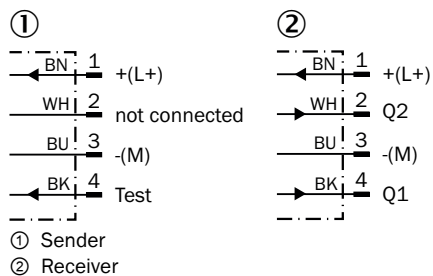 ① ②
BN 1 +(L+)
WH 2 not connected
BU 3 -(M)
BK 4 Test
BN 1 +(L+)
WH 2 Q2
BU 3 -(M)
BK 4 Q1
① Sender
② Receiver